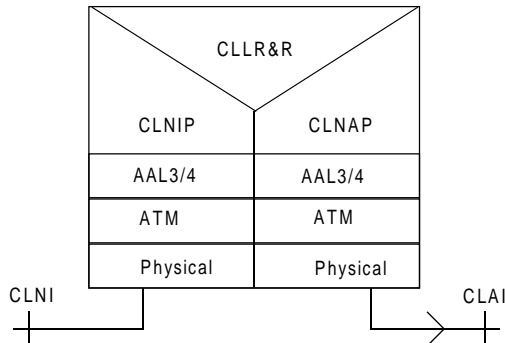 CLLR&R
CLNIP CLNAP
AAL3/4 AAL3/4
ATM ATM
Physical Physical
CLNI CLAI